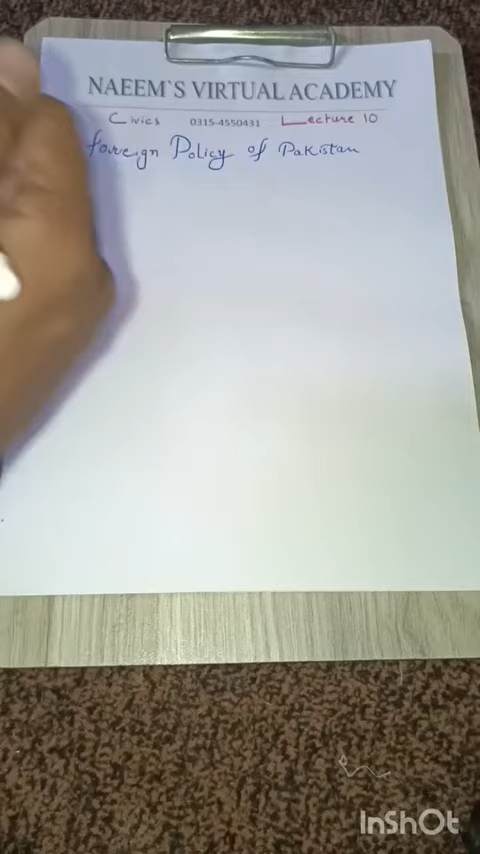 NAEEM`S VIRTUAL ACADEMY
Civics 0315-4550431 Lecture 10
foreign Policy of Pakistan
InShOt